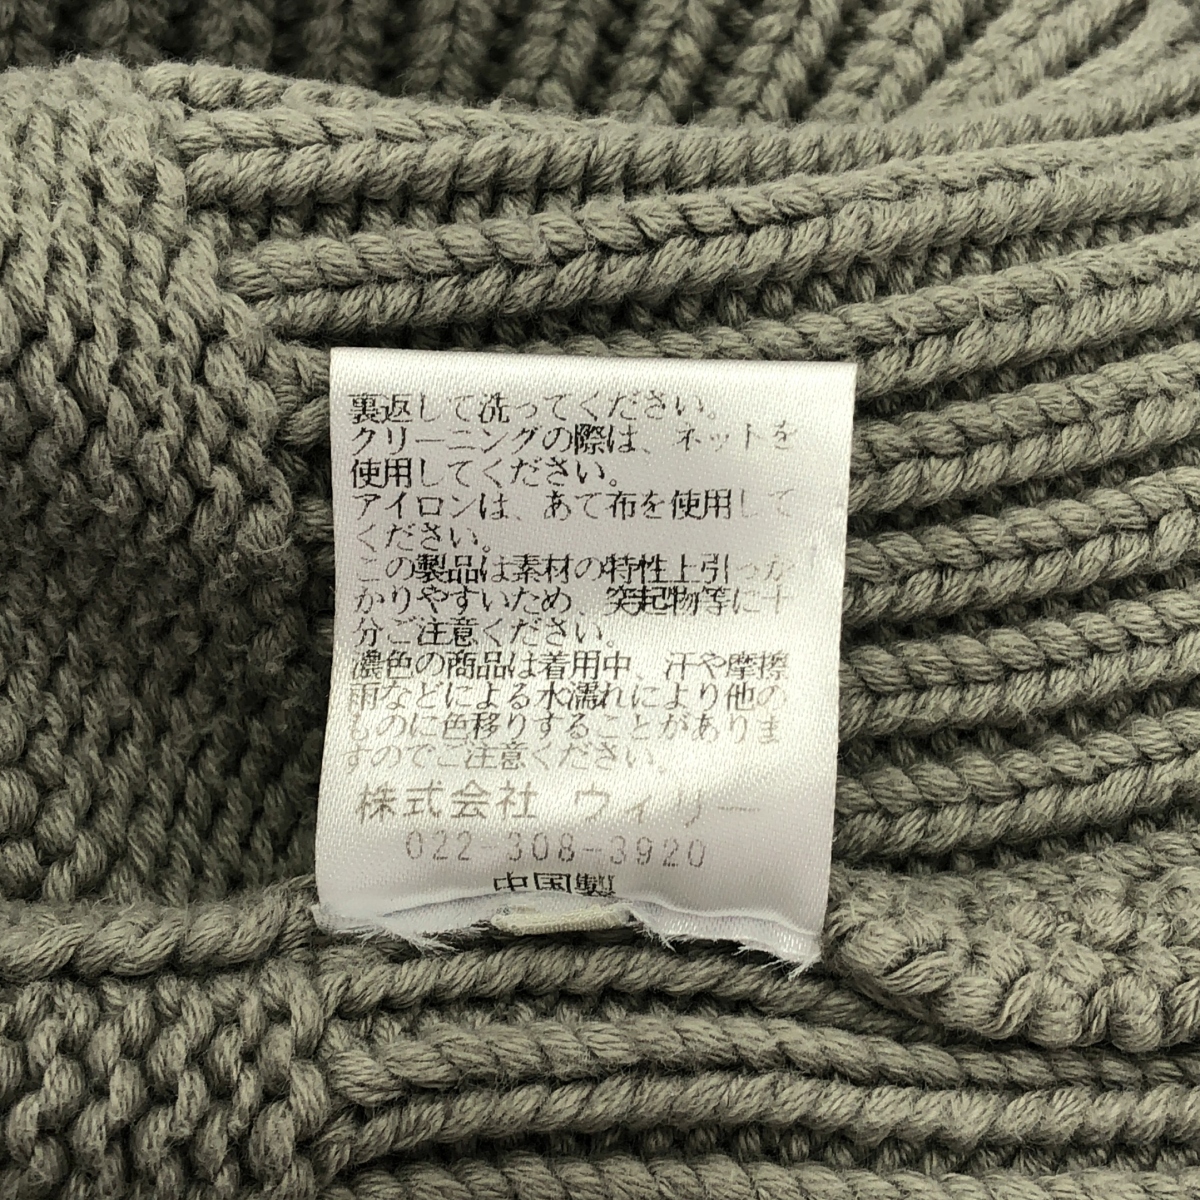 裏返して洗ってください。
クリーニングの際は、ネットを
使用してください。
アイロンは、あて布を使用して
ください。
この製品は素材の特性上引っか
かりやすいため、突起物等に十
分ご注意ください。
濃色の商品は着用中、汗や摩擦
雨などによる水濡れにより他の
ものに色移りすることがありま
すのでご注意ください。
株式会社 ウィリー
022-308-3920
中国製